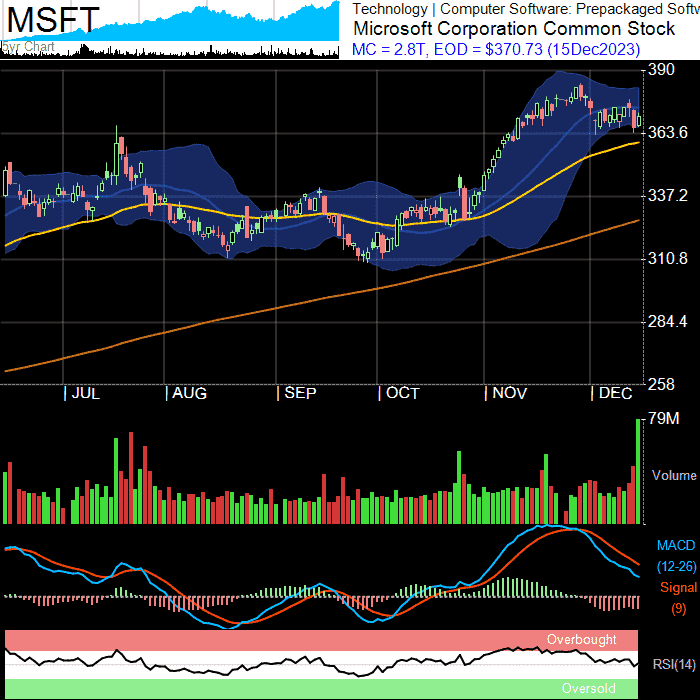 MSFT
Technology | Computer Software: Prepackaged Softw
Microsoft Corporation Common Stock
MC = 2.8T, EOD = $370.73 (15Dec2023)
Chart
390
363.6
337.2
310.8
284.4
258
| JUL | AUG | SEP | OCT | NOV | DEC
79M
Volume
MACD
(12-26)
Signal
(9)
Overbought
RSI(14)
Oversold